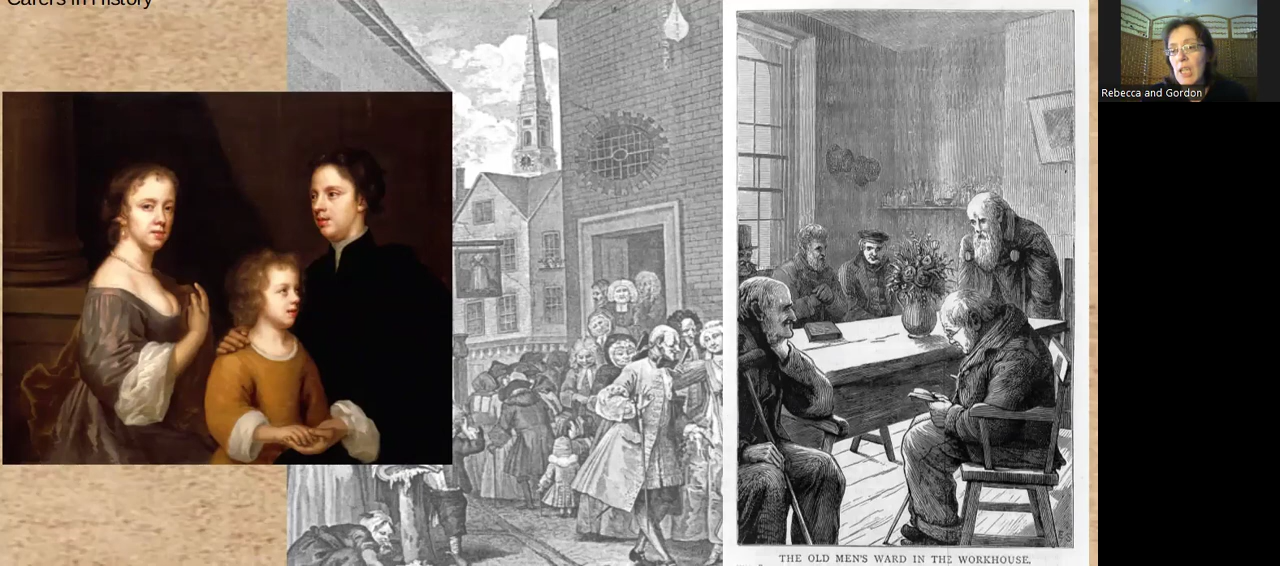 Carers in History
Rebecca and Gordon
THE OLD MEN'S WARD IN THE WORKHOUSE.